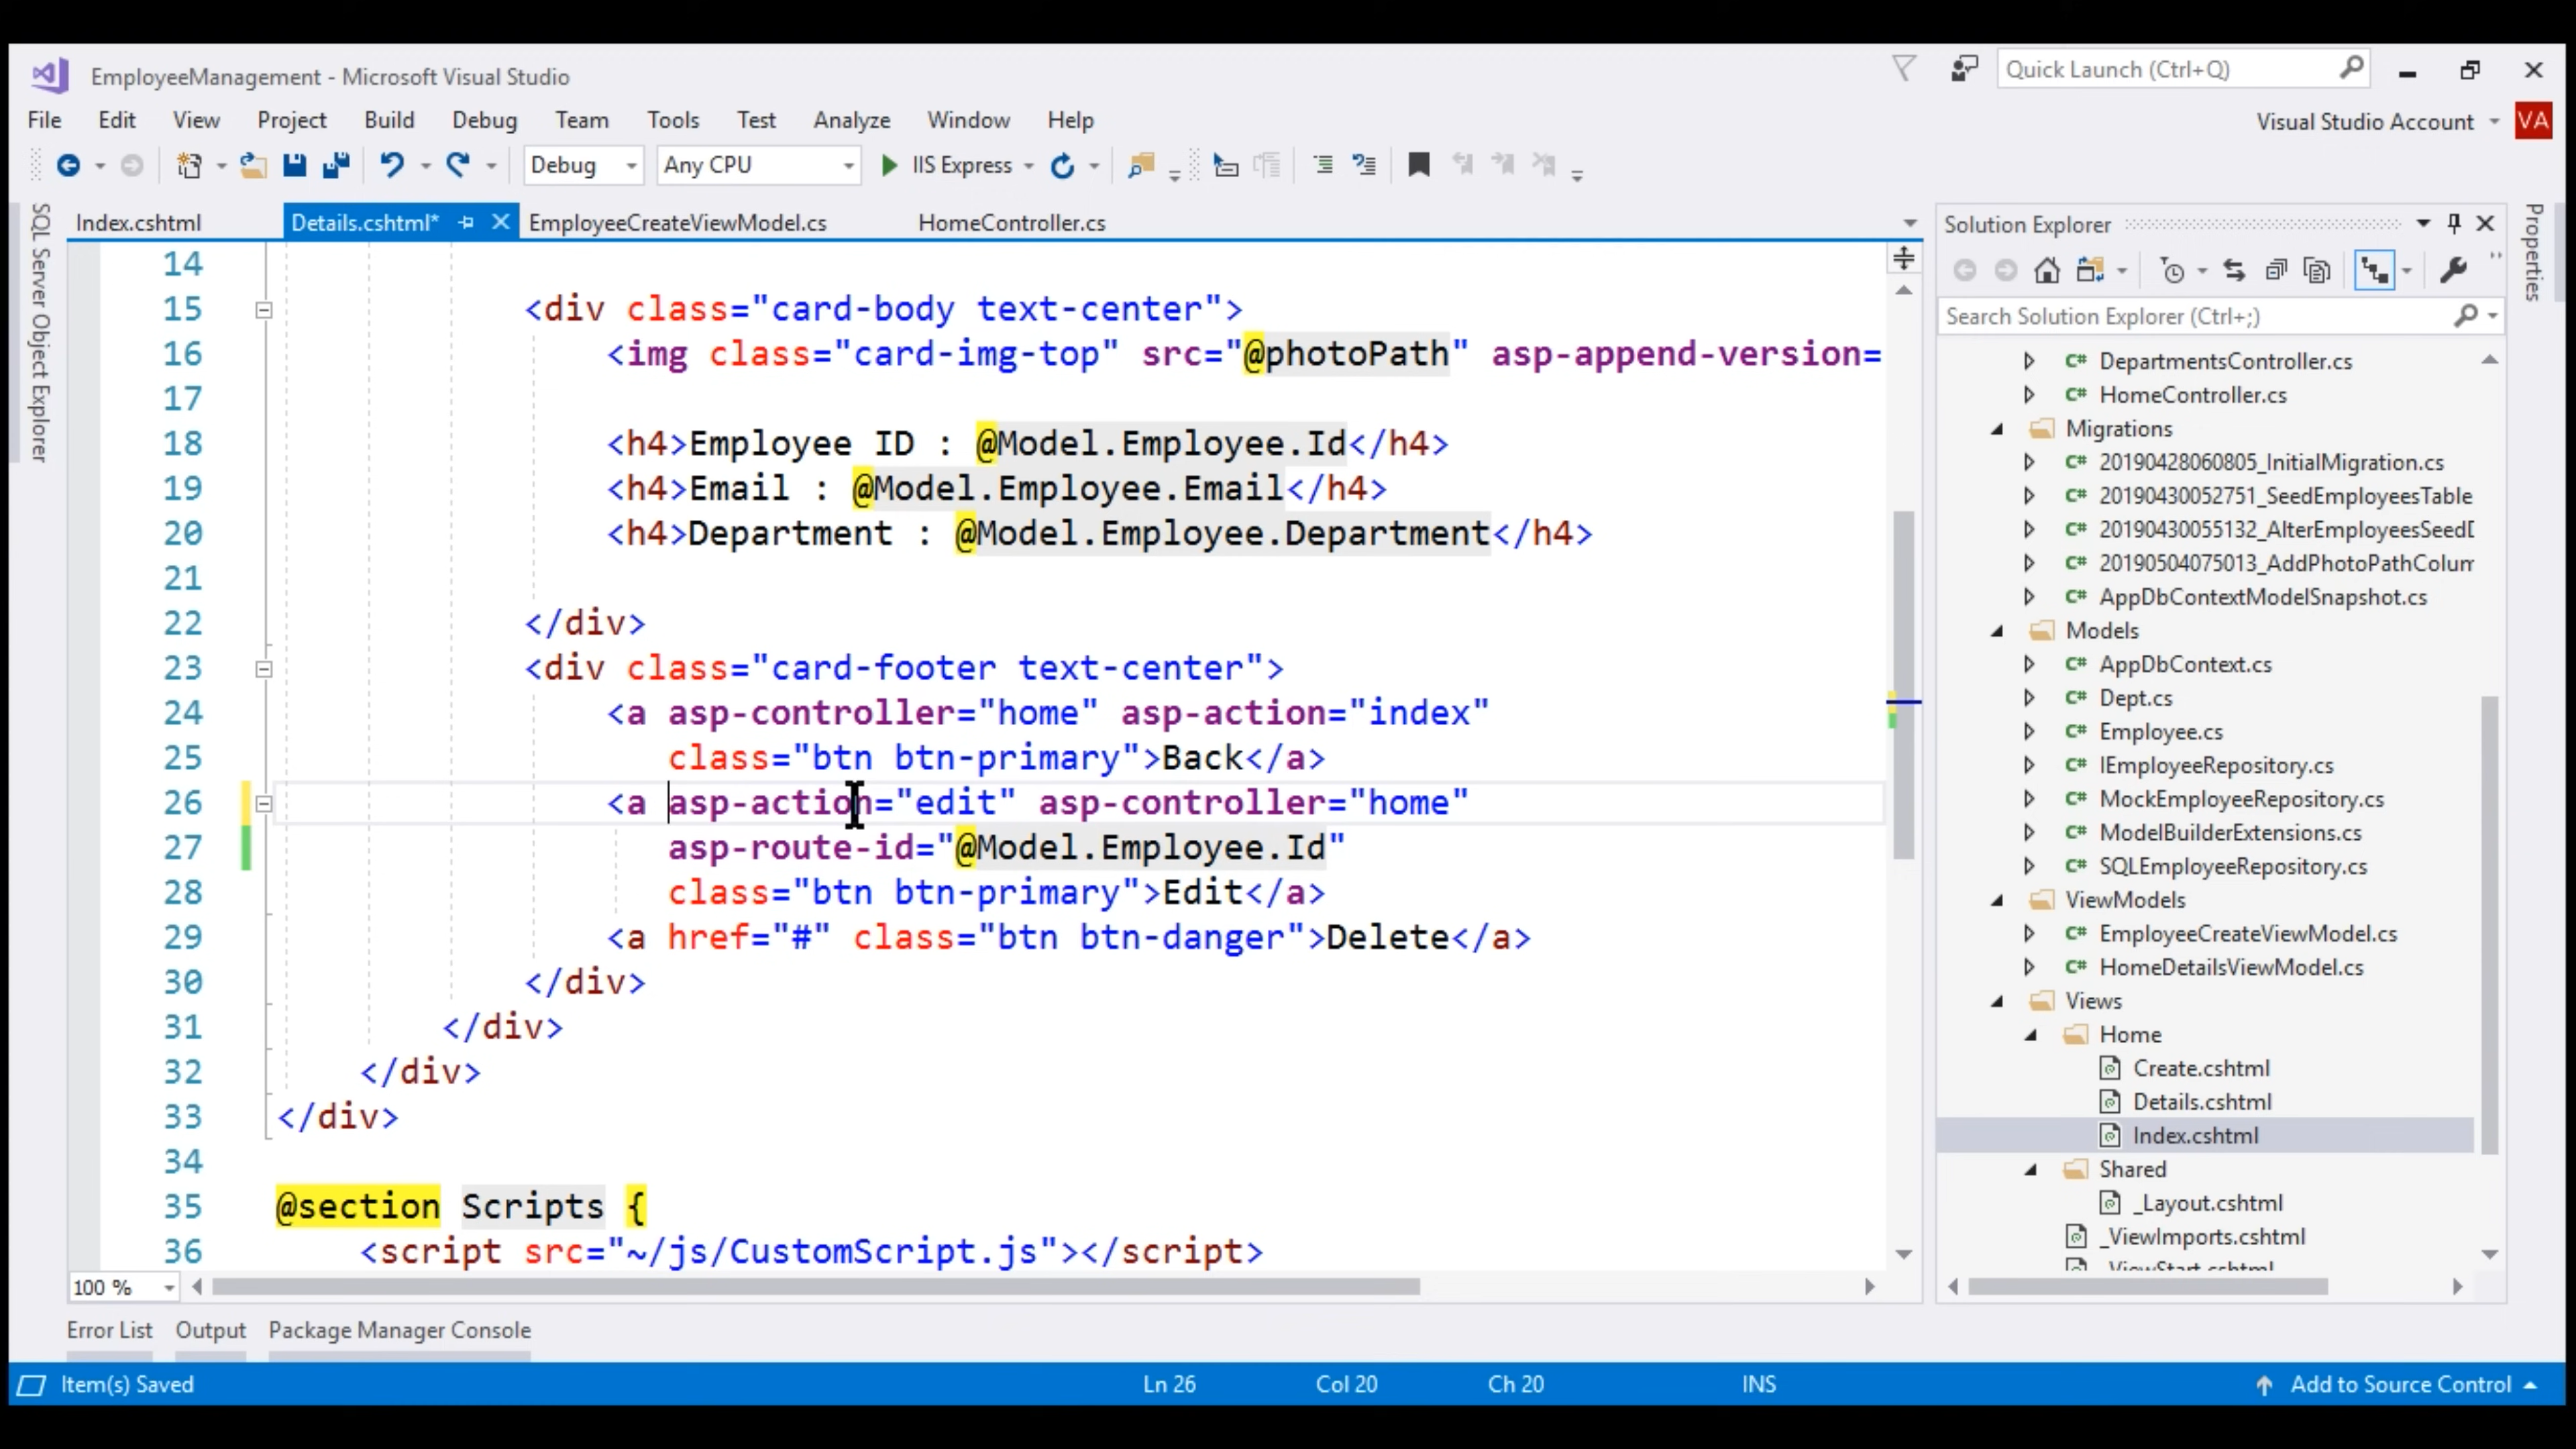 EmployeeManagement - Microsoft Visual Studio
Quick Launch (Ctrl+Q)
File Edit View Project Build Debug Team Tools Test Analyze Window Help
Visual Studio Account VA
Debug Any CPU IIS Express
SQL Server Object Explorer
Index.cshtml Details.cshtml* EmployeeCreateViewModel.cs HomeController.cs
14
15 <div class="card-body text-center">
16 <img class="card-img-top" src="@photoPath" asp-append-version=
17
18 <h4>Employee ID : @Model.Employee.Id</h4>
19 <h4>Email : @Model.Employee.Email</h4>
20 <h4>Department : @Model.Employee.Department</h4>
21
22 </div>
23 <div class="card-footer text-center">
24 <a asp-controller="home" asp-action="index"
25 class="btn btn-primary">Back</a>
26 <a asp-action="edit" asp-controller="home"
27 asp-route-id="@Model.Employee.Id"
28 class="btn btn-primary">Edit</a>
29 <a href="#" class="btn btn-danger">Delete</a>
30 </div>
31 </div>
32 </div>
33 </div>
34
35 @section Scripts {
36 <script src="~/js/CustomScript.js"></script>
100 %
Solution Explorer
Search Solution Explorer (Ctrl+;)
C# DepartmentsController.cs
C# HomeController.cs
Migrations
C# 20190428060805_InitialMigration.cs
C# 20190430052751_SeedEmployeesTable
C# 20190430055132_AlterEmployeesSeedD
C# 20190504075013_AddPhotoPathColum
C# AppDbContextModelSnapshot.cs
Models
C# AppDbContext.cs
C# Dept.cs
C# Employee.cs
C# IEmployeeRepository.cs
C# MockEmployeeRepository.cs
C# ModelBuilderExtensions.cs
C# SQLEmployeeRepository.cs
ViewModels
C# EmployeeCreateViewModel.cs
C# HomeDetailsViewModel.cs
Views
Home
Create.cshtml
Details.cshtml
Index.cshtml
Shared
_Layout.cshtml
_ViewImports.cshtml
_ViewStart.cshtml
Properties
Error List Output Package Manager Console
Item(s) Saved Ln 26 Col 20 Ch 20 INS Add to Source Control